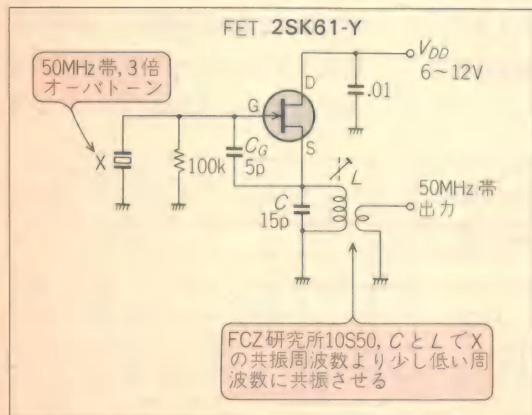 FET 2SK61-Y
50MHz帯,3倍
オーバトーン
V_DD
6〜12V
D
.01
G
S
X
100k
C_G
5p
L
C
15p
50MHz帯
出力
FCZ研究所10S50, CとLでX
の共振周波数より少し低い周
波数に共振させる